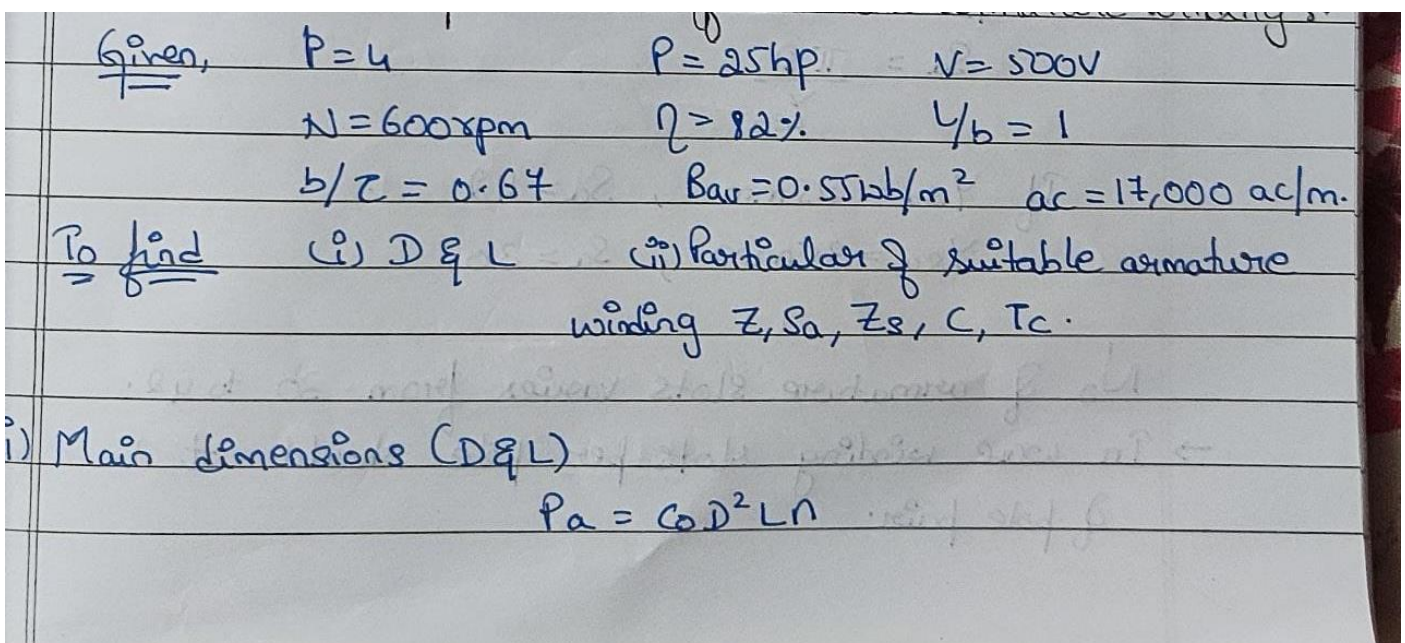 Given, P=4 P=25hp. V=500V
N=600rpm η=82% L/b = 1
b/τ = 0.67 Bav=0.55wb/m² ac=17,000 ac/m.
To find (i) D & L (ii) Particular of suitable armature
winding Z, Sa, Zs, C, Tc.
i) Main dimensions (D&L)
Pa = CoD²Ln